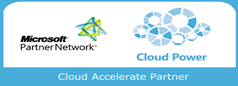 Microsoft
Partner Network
Cloud Power
Cloud Accelerate Partner